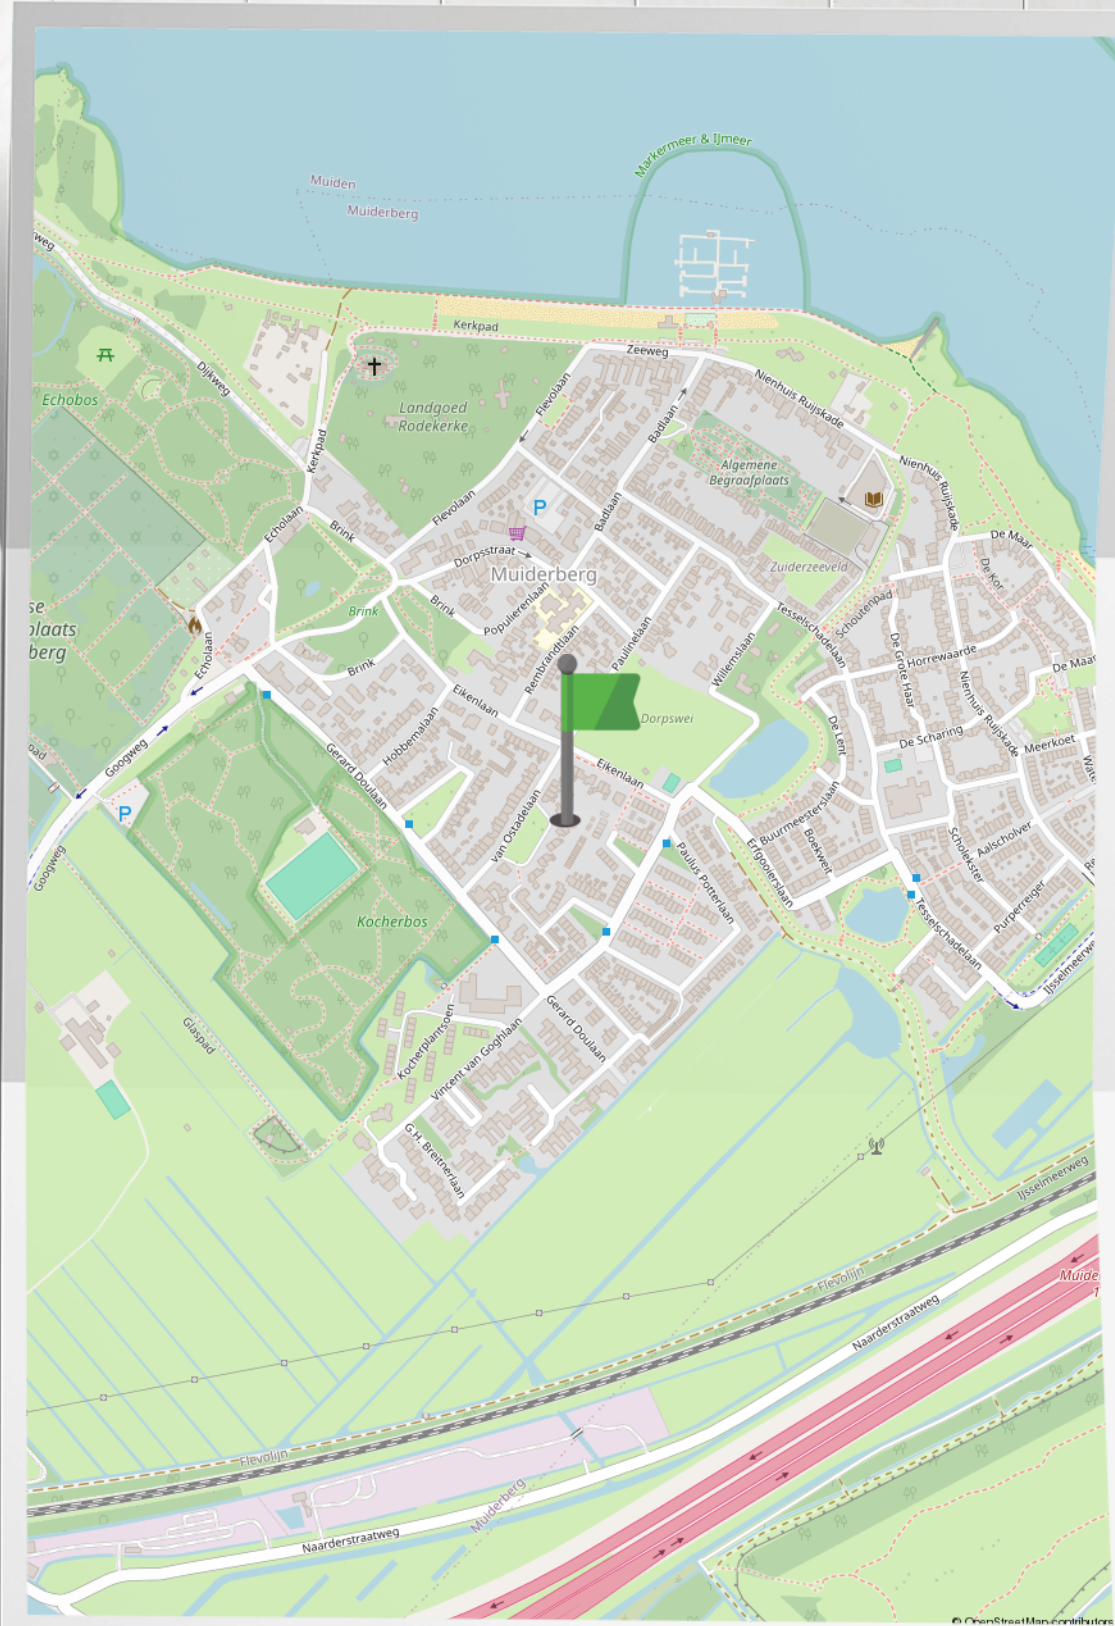 Markermeer & IJmeer
Muiden
Muiderberg
Kerkpad
Zeeweg
Dijkweg
Echobos
Landgoed
Rodekerke
Flevolaan
Badlaan
Nienhuis Ruijskade
Kerkpad
Algemene
Begraafplaats
Nienhuis Ruijskade
P
Flevolaan
Badlaan
Echolaan
Brink
De Maar
Dorpsstraat
Muiderberg
Zuiderzeeveld
De Kor
Brink
Brink
Populierenlaan
Schoutenpad
Tesselschadelaan
Echolaan
Brink
Rembrandtlaan
Paulinelaan
Willemslaan
De Grote Haar
Horrewaarde
De Maar
Nienhuis Ruijskade
Eikenlaan
Dorpswei
Hobbemalaan
De Lent
De Scharing
Meerkoet
Googweg
Gerard Doulaan
Eikenlaan
P
van Ostadelaan
Buurmeesterslaan
Boekweit
Erfgooierslaan
Scholekster
Aalscholver
Googweg
Paulus Potterlaan
Purperreiger
Kocherbos
Tesselschadelaan
Glaspad
Kocherplantsoen
Vincent van Goghlaan
Gerard Doulaan
G.H. Breitnerlaan
IJsselmeerweg
Flevolijn
Naarderstraatweg
Flevolijn
Muiderberg
Naarderstraatweg
© OpenStreetMap contributors